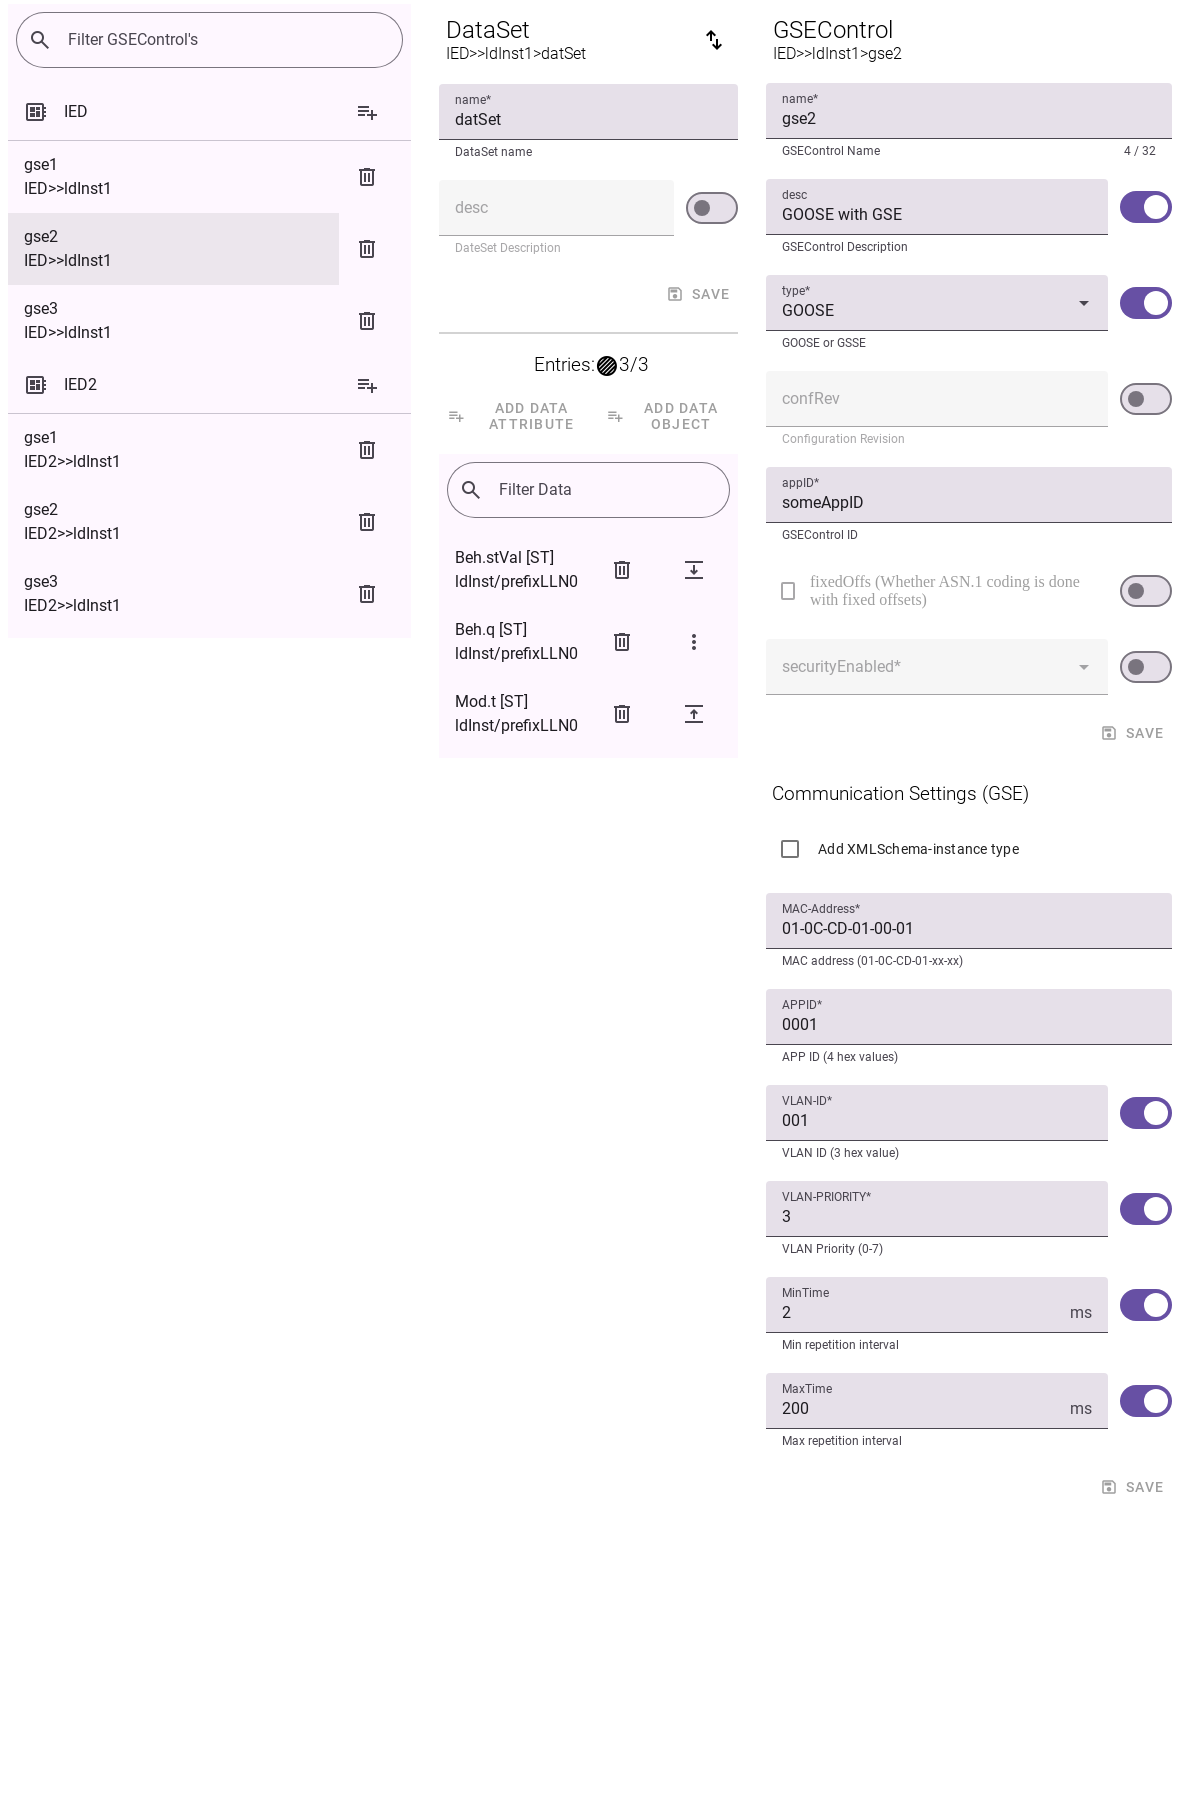 Filter GSEControl's
IED
gse1
IED>>ldInst1
gse2
IED>>ldInst1
gse3
IED>>ldInst1
IED2
gse1
IED2>>ldInst1
gse2
IED2>>ldInst1
gse3
IED2>>ldInst1
DataSet
IED>>ldInst1>datSet
name*
datSet
DataSet name
desc
DateSet Description
SAVE
Entries: 3/3
ADD DATA ATTRIBUTE
ADD DATA OBJECT
Filter Data
Beh.stVal [ST]
ldInst/prefixLLN0
Beh.q [ST]
ldInst/prefixLLN0
Mod.t [ST]
ldInst/prefixLLN0
GSEControl
IED>>ldInst1>gse2
name*
gse2
GSEControl Name 4 / 32
desc
GOOSE with GSE
GSEControl Description
type*
GOOSE
GOOSE or GSSE
confRev
Configuration Revision
appID*
someAppID
GSEControl ID
fixedOffs (Whether ASN.1 coding is done
with fixed offsets)
securityEnabled*
SAVE
Communication Settings (GSE)
Add XMLSchema-instance type
MAC-Address*
01-0C-CD-01-00-01
MAC address (01-0C-CD-01-xx-xx)
APPID*
0001
APP ID (4 hex values)
VLAN-ID*
001
VLAN ID (3 hex value)
VLAN-PRIORITY*
3
VLAN Priority (0-7)
MinTime
2 ms
Min repetition interval
MaxTime
200 ms
Max repetition interval
SAVE